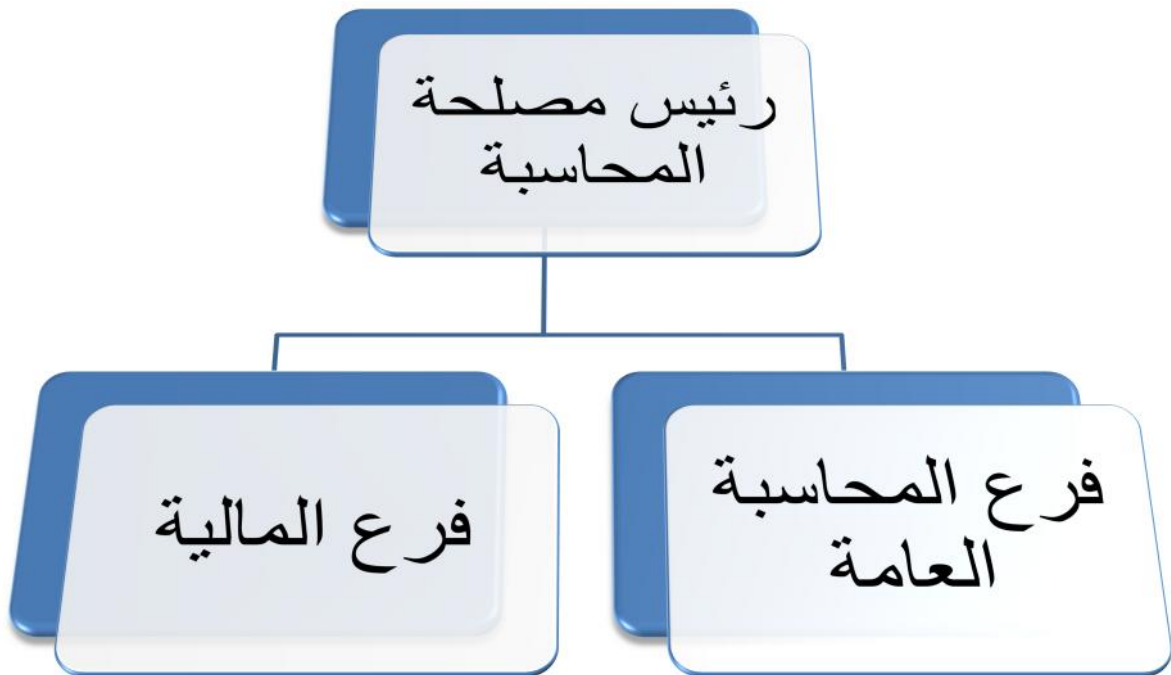 رئيس مصلحة
المحاسبة
فرع المحاسبة
العامة
فرع المالية